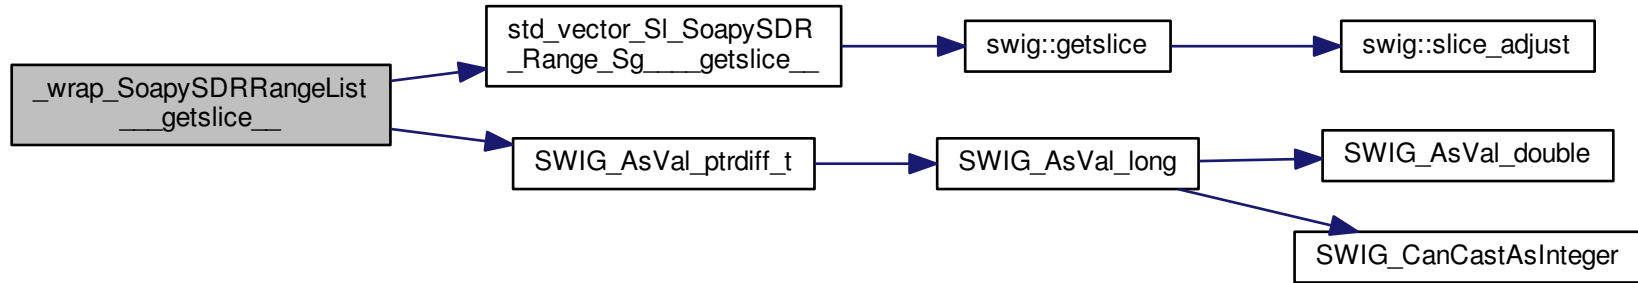 _wrap_SoapySDRRangeList
___getslice__
std_vector_Sl_SoapySDR
_Range_Sg____getslice__
swig::getslice
swig::slice_adjust
SWIG_AsVal_ptrdiff_t
SWIG_AsVal_long
SWIG_AsVal_double
SWIG_CanCastAsInteger